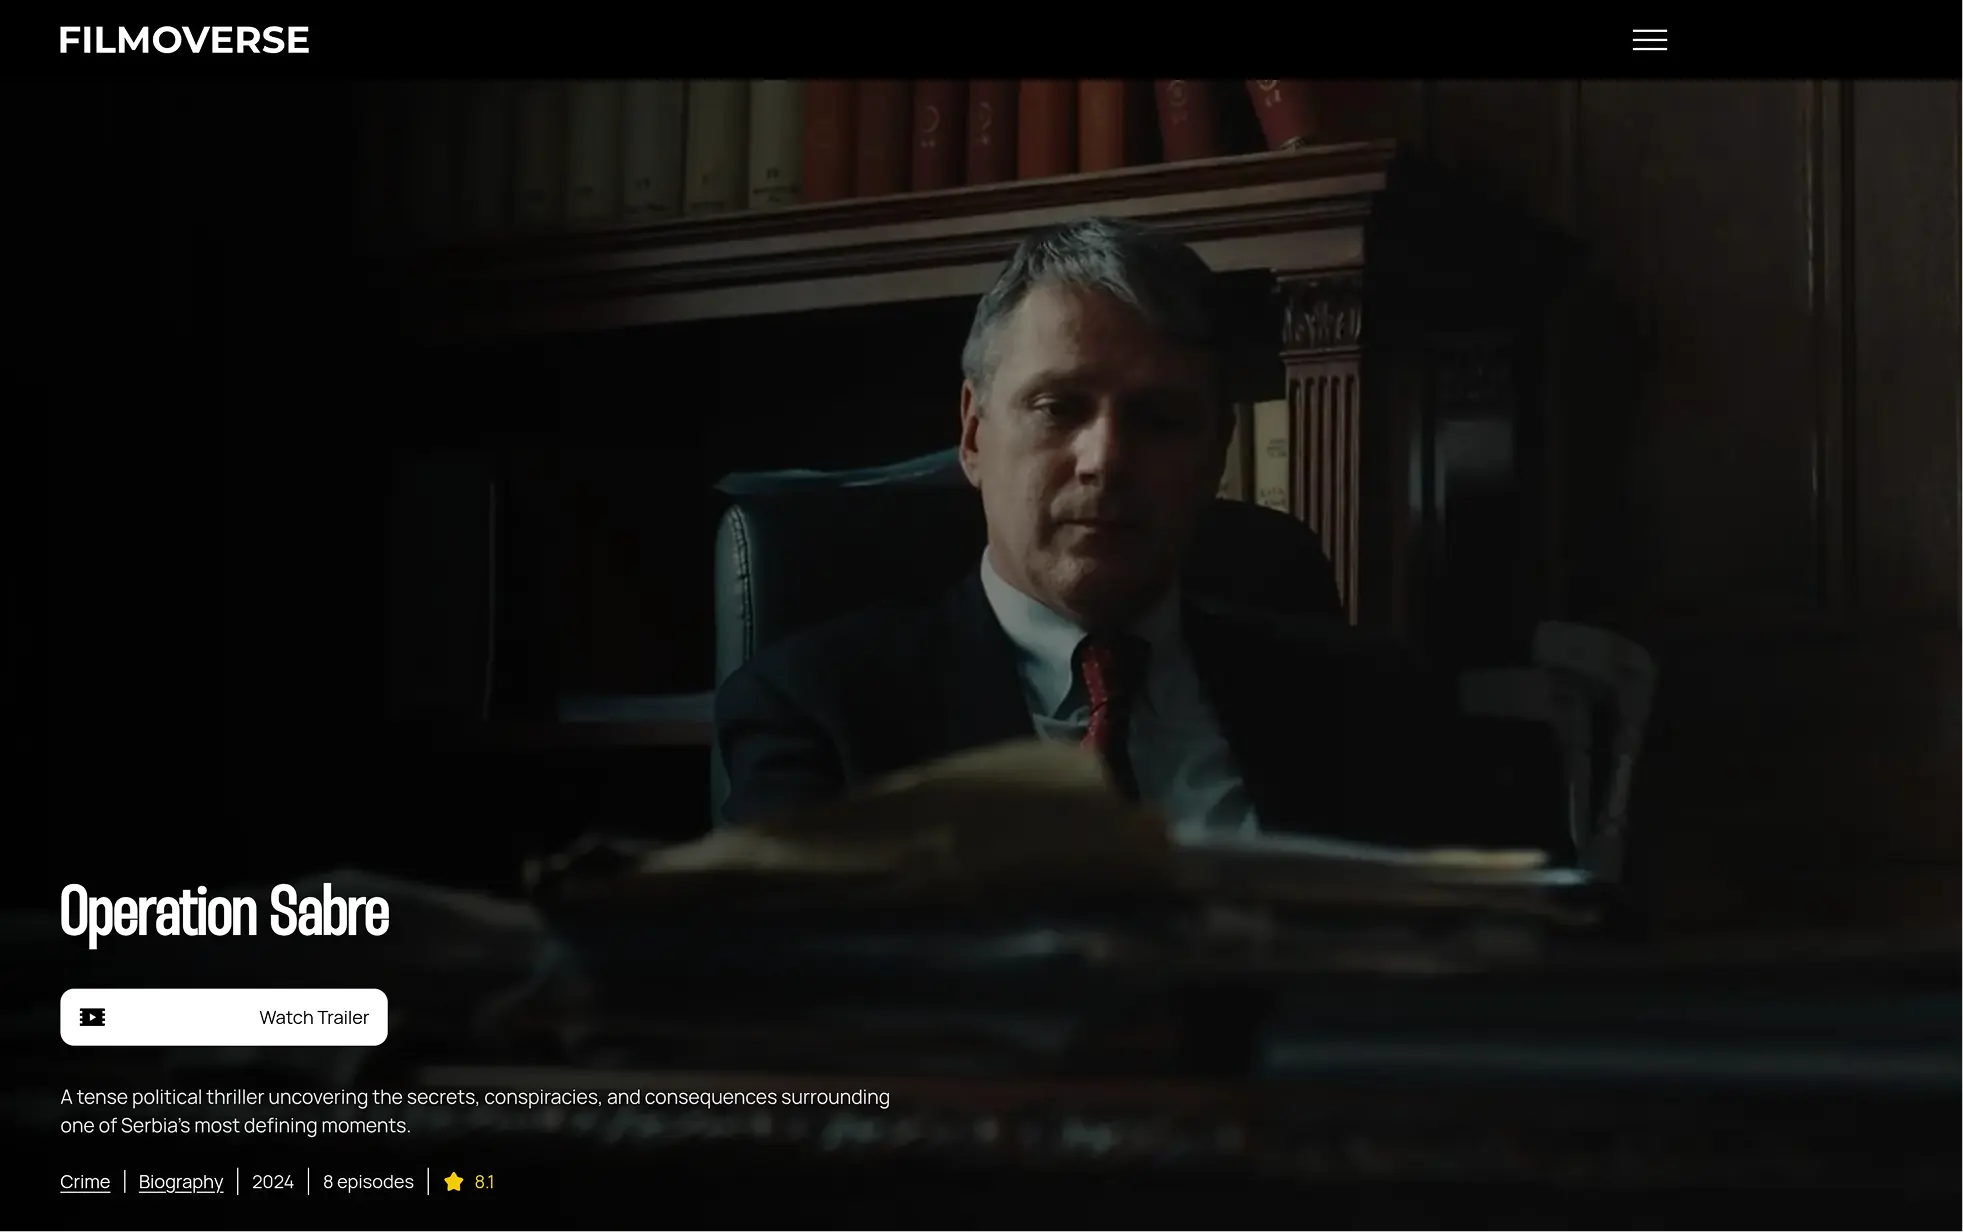 FILMOVERSE
Operation Sabre
Watch Trailer
A tense political thriller uncovering the secrets, conspiracies, and consequences surrounding
one of Serbia's most defining moments.
Crime | Biography | 2024 | 8 episodes | 8.1